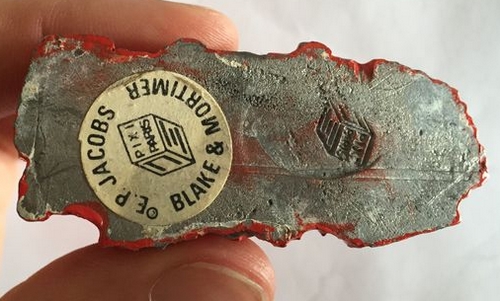 ©E.P. JACOBS
BLAKE & MORTIMER
PIXI
PARIS